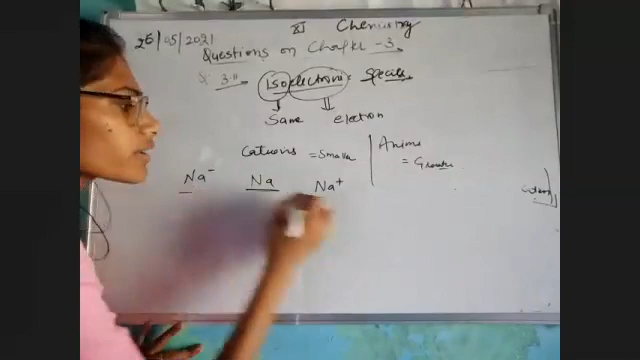 XI Chemistry
25/05/2021
Questions on Chapter - 3.
Q. 3.11 Isoelectronic Species
Same electron
Cations = Smaller
Anions = Greater
Na⁻ Na Na⁺